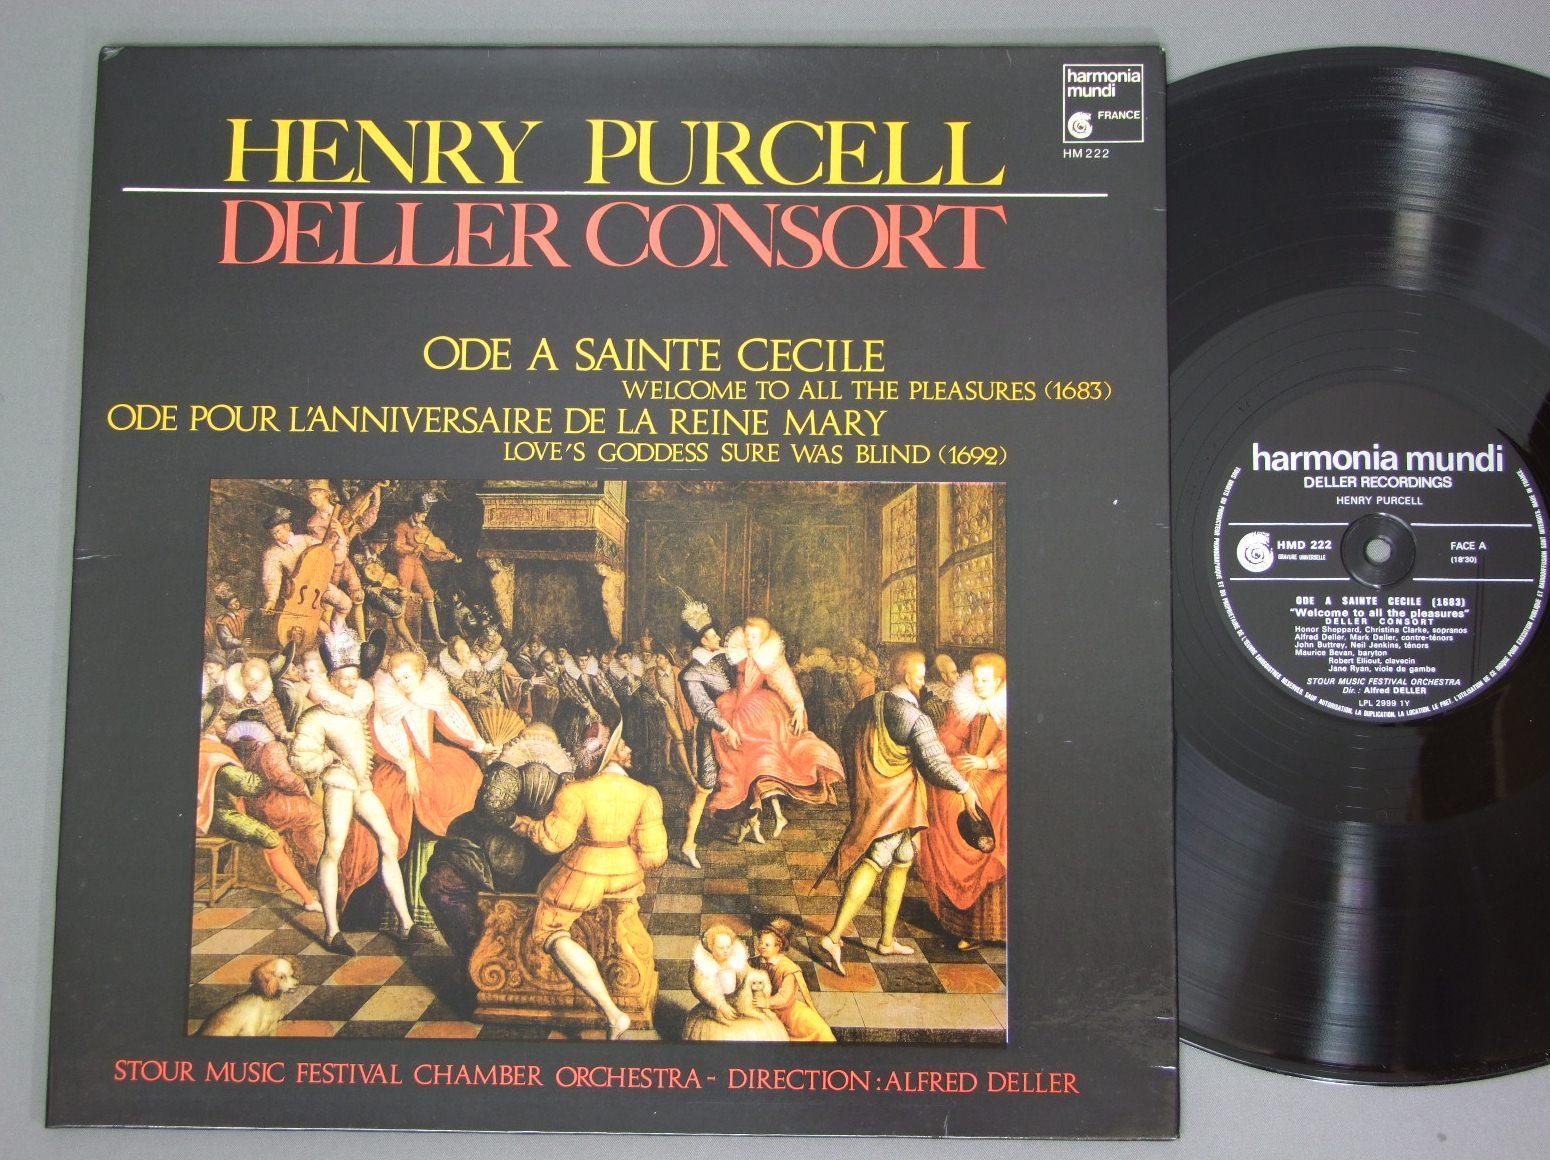 harmonia
mundi
FRANCE
HM 222
HENRY PURCELL
DELLER CONSORT
ODE A SAINTE CECILE
WELCOME TO ALL THE PLEASURES (1683)
ODE POUR L'ANNIVERSAIRE DE LA REINE MARY
LOVE'S GODDESS SURE WAS BLIND (1692)
STOUR MUSIC FESTIVAL CHAMBER ORCHESTRA - DIRECTION : ALFRED DELLER
harmonia mundi
DELLER RECORDINGS
HENRY PURCELL
HMD 222
GRAVURE UNIVERSELLE
FACE A
(18'30)
ODE A SAINTE CECILE (1683)
"Welcome to all the pleasures"
DELLER CONSORT
Honor Sheppard, Christina Clarke, sopranos
Alfred Deller, Mark Deller, contre-ténors
John Buttrey, Neil Jenkins, ténors
Maurice Bevan, baryton
Robert Elliout, clavecin
Jane Ryan, viole de gambe
STOUR MUSIC FESTIVAL ORCHESTRA
Dir. : Alfred DELLER
LPL 2999 1Y